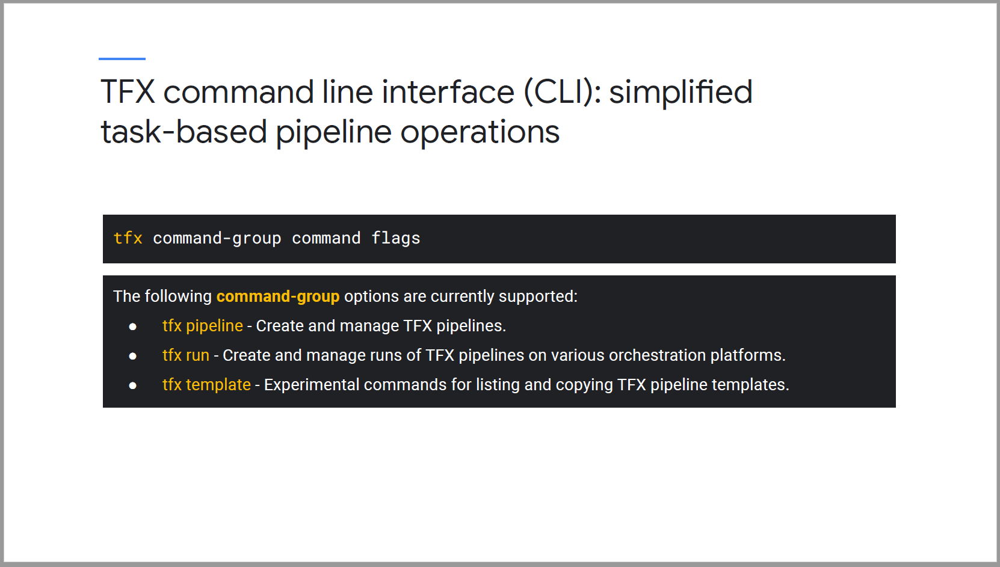 TFX command line interface (CLI): simplified
task-based pipeline operations
tfx command-group command flags
The following command-group options are currently supported:
● tfx pipeline - Create and manage TFX pipelines.
● tfx run - Create and manage runs of TFX pipelines on various orchestration platforms.
● tfx template - Experimental commands for listing and copying TFX pipeline templates.